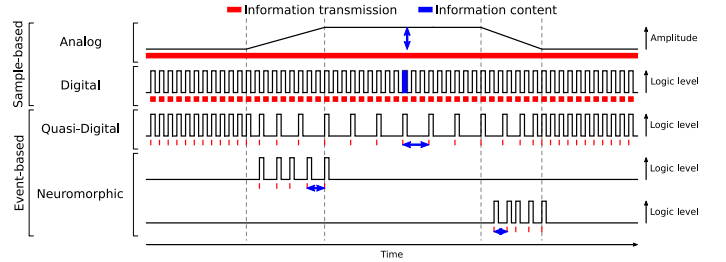 Information transmission
Information content
Sample-based
Analog
Amplitude
Digital
Logic level
Event-based
Quasi-Digital
Logic level
Neuromorphic
Logic level
Logic level
Time